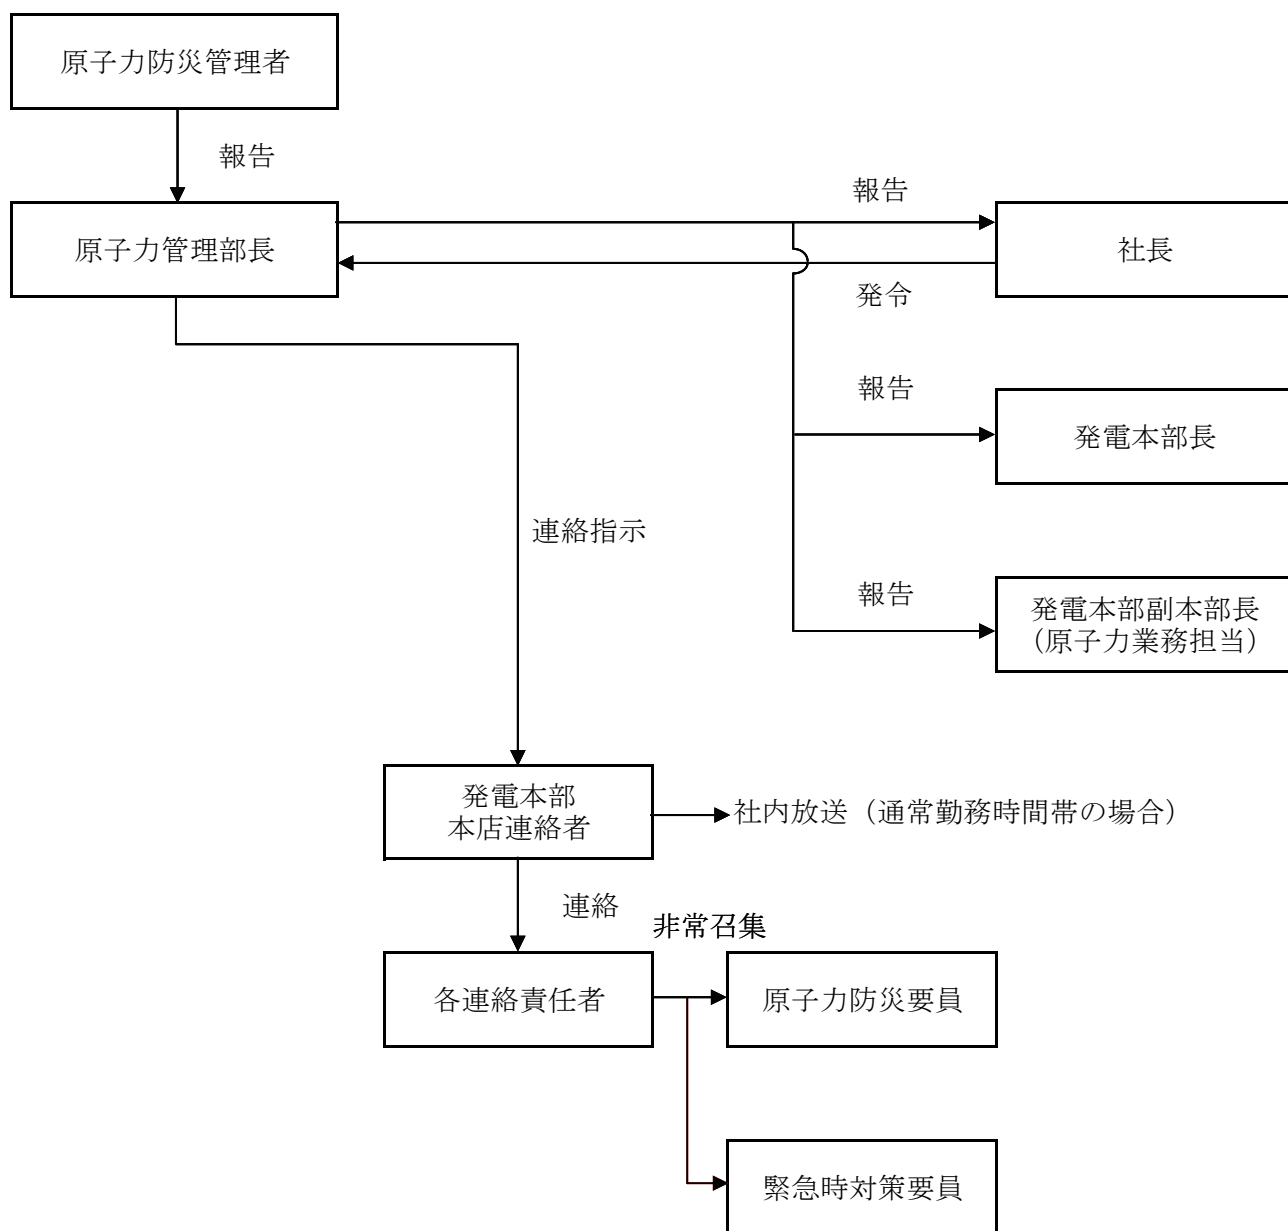 原子力防災管理者
報告
原子力管理部長
報告
社長
発令
報告
発電本部長
連絡指示
報告
発電本部副本部長
（原子力業務担当）
発電本部
本店連絡者
社内放送（通常勤務時間帯の場合）
連絡
非常召集
各連絡責任者
原子力防災要員
緊急時対策要員